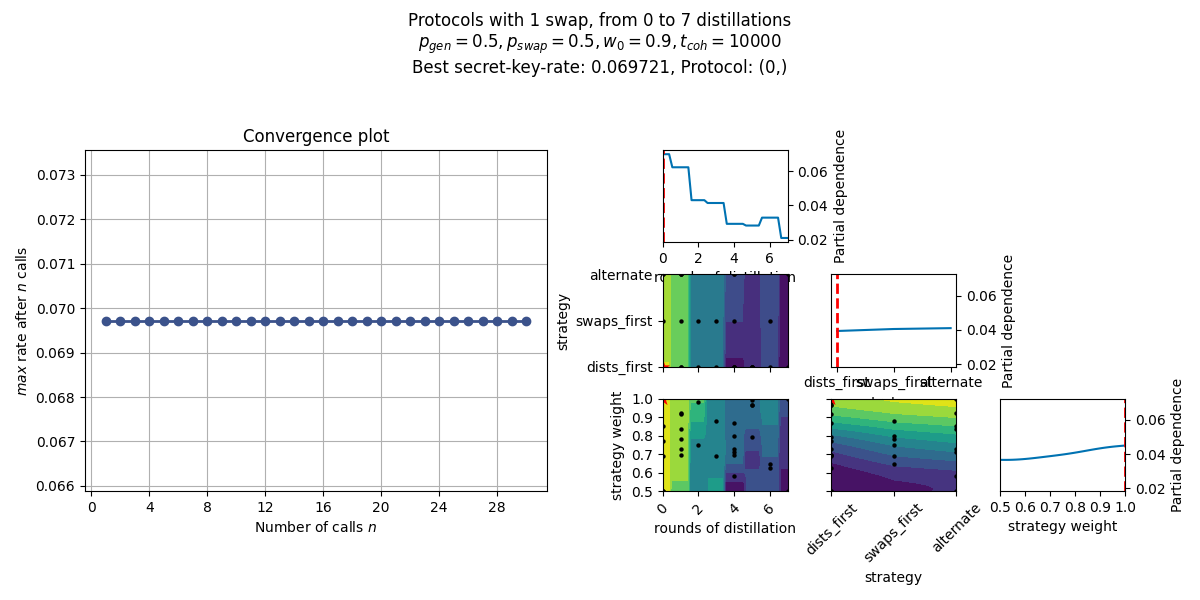 Protocols with 1 swap, from 0 to 7 distillations
p_gen = 0.5, p_swap = 0.5, w_0 = 0.9, t_coh = 10000
Best secret-key-rate: 0.069721, Protocol: (0,)
Convergence plot
0.073
0.072
0.071
0.070
0.069
0.068
0.067
0.066
max rate after n calls
0 4 8 12 16 20 24 28
Number of calls n
0.06
0.04
0.02
Partial dependence
0 2 4 6
rounds of distillation
alternate
swaps_first
dists_first
strategy
0.06
0.04
0.02
Partial dependence
dists_first swaps_first alternate
1.0
0.9
0.8
0.7
0.6
0.5
strategy weight
0 2 4 6
rounds of distillation
dists_first swaps_first alternate
strategy
0.06
0.04
0.02
Partial dependence
0.5 0.6 0.7 0.8 0.9 1.0
strategy weight